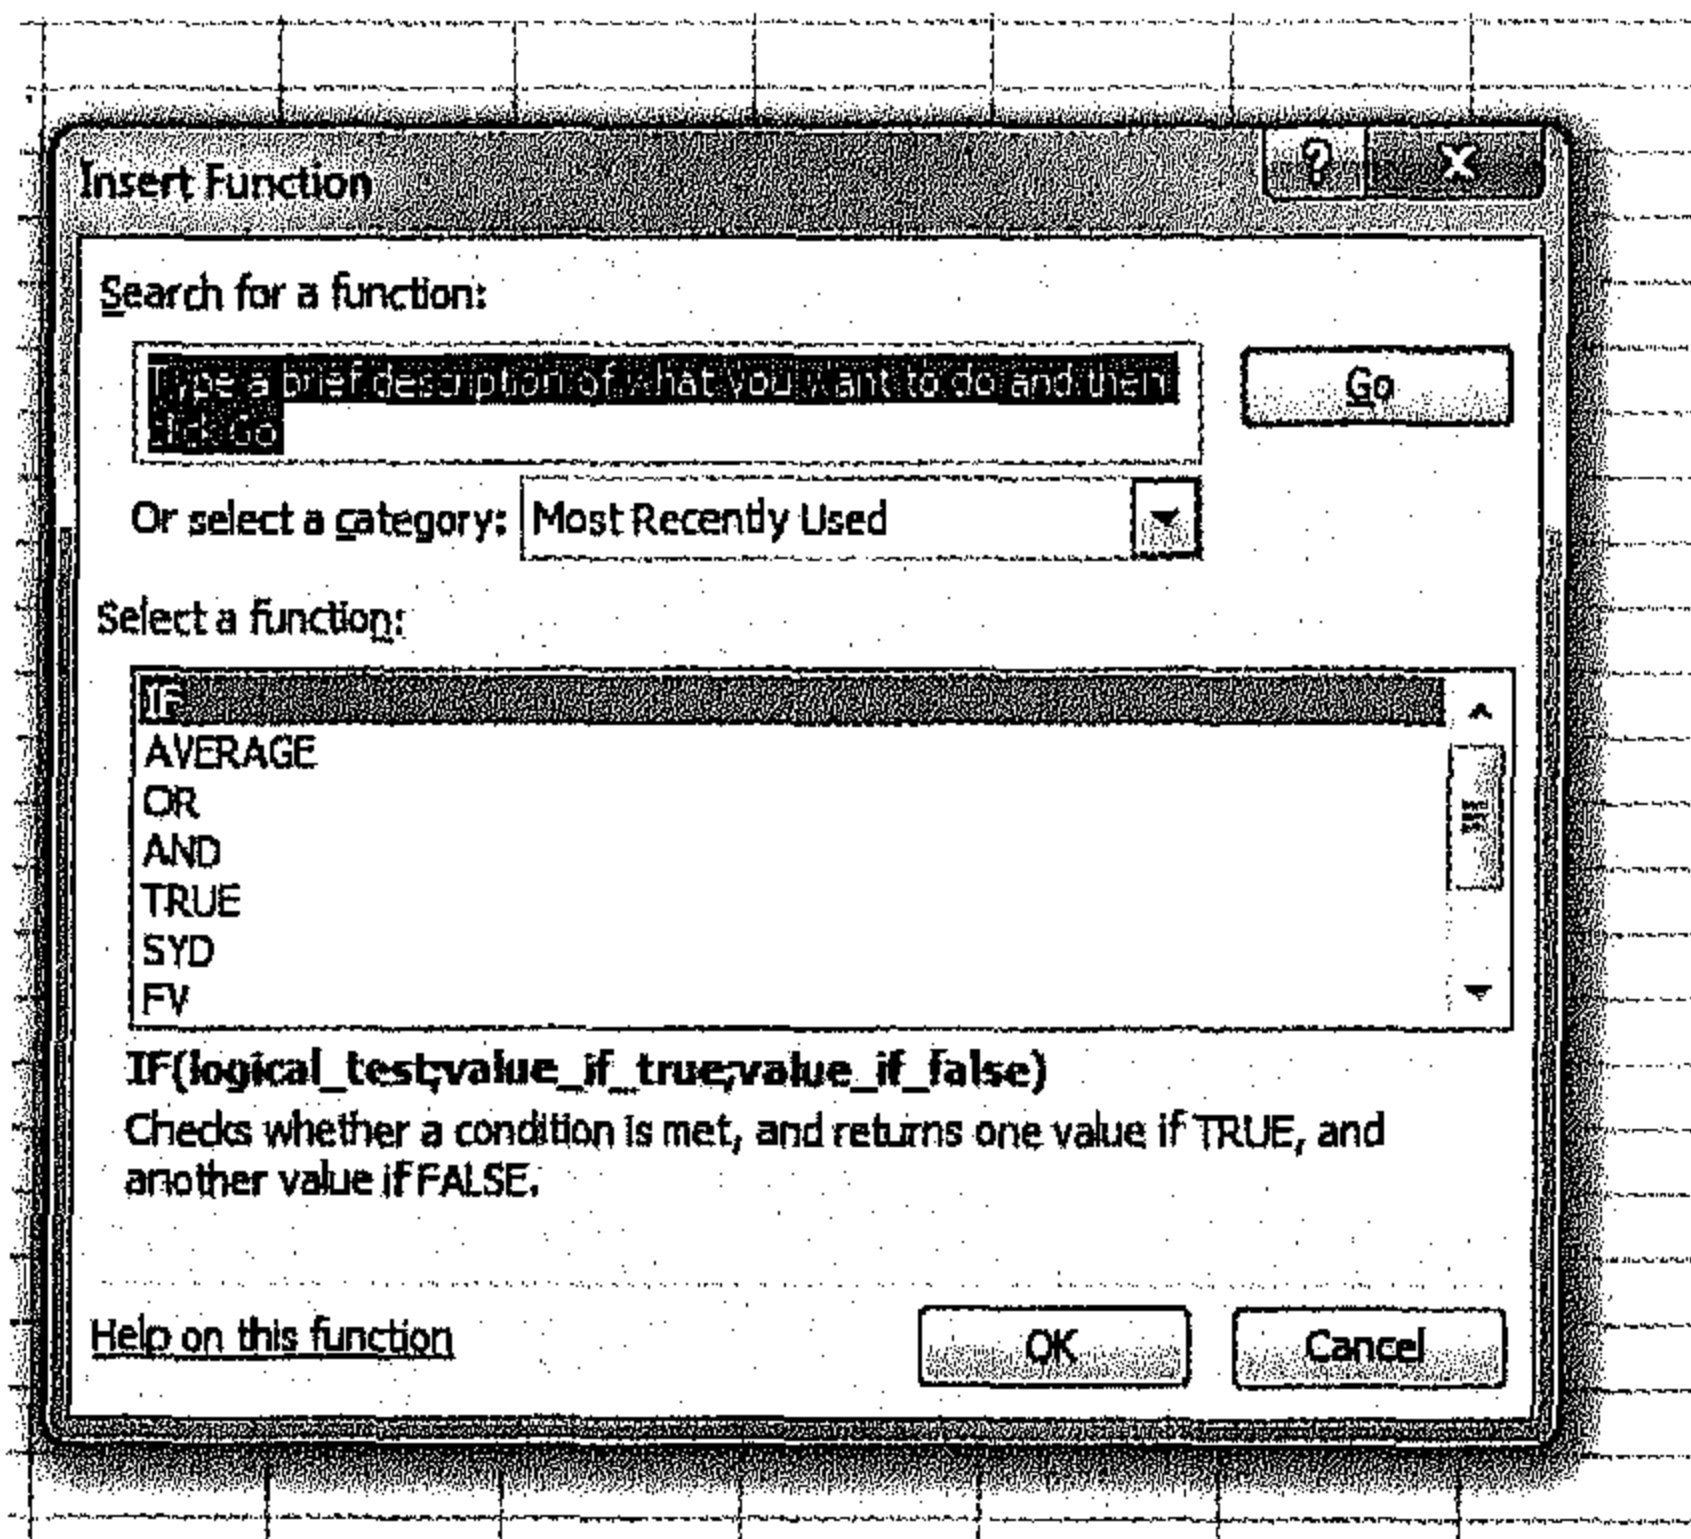 Insert Function
?
X
Search for a function:
Type a brief description of what you want to do and then
click Go
Go
Or select a category:
Most Recently Used
Select a function:
IF
AVERAGE
OR
AND
TRUE
SYD
FV
IF(logical_test;value_if_true;value_if_false)
Checks whether a condition is met, and returns one value if TRUE, and
another value if FALSE.
Help on this function
OK
Cancel